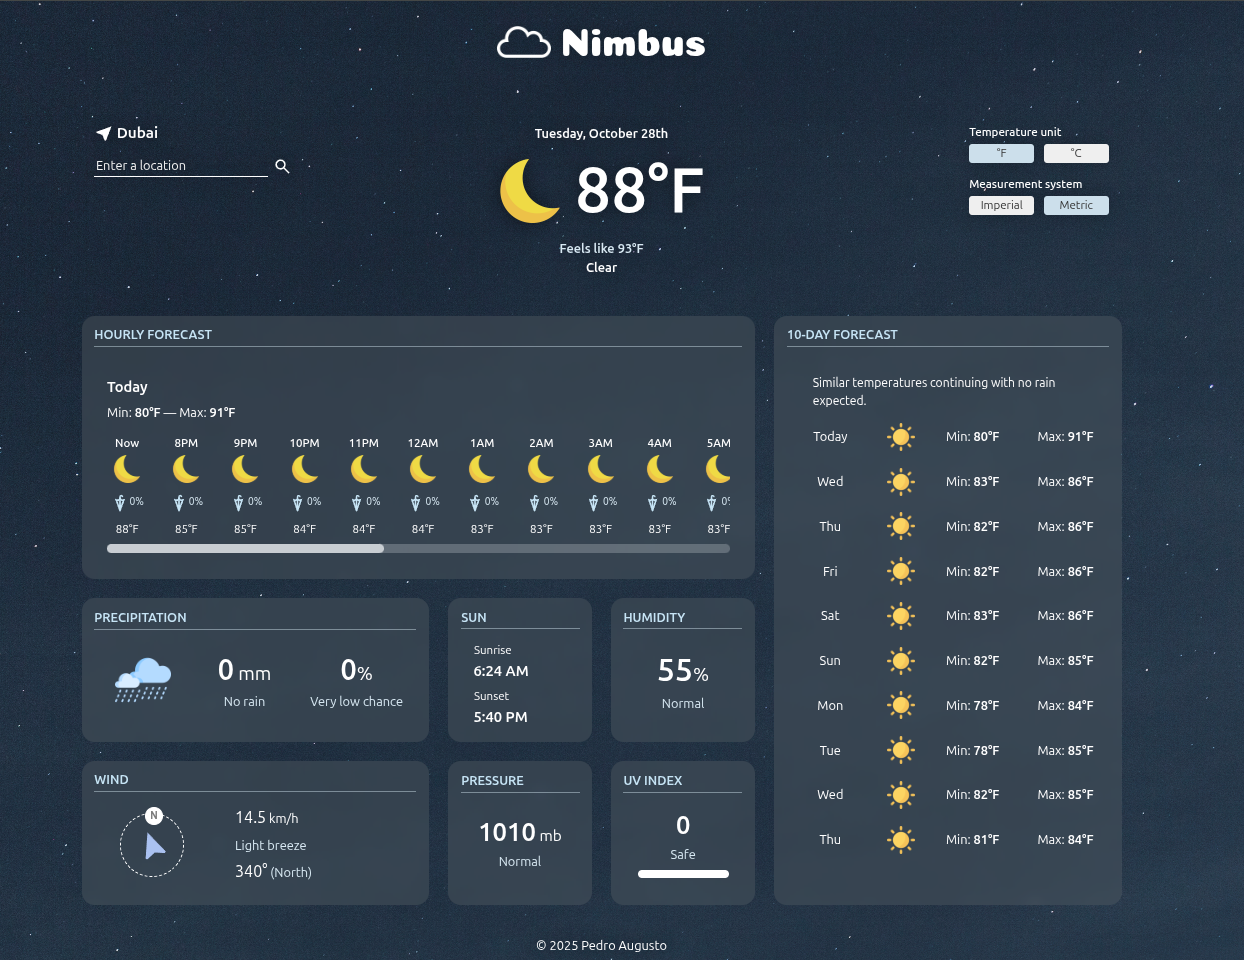 Nimbus
Dubai
Enter a location
Tuesday, October 28th
88°F
Feels like 93°F
Clear
Temperature unit
°F °C
Measurement system
Imperial Metric
HOURLY FORECAST
Today
Min: 80°F — Max: 91°F
Now 8PM 9PM 10PM 11PM 12AM 1AM 2AM 3AM 4AM 5AM
0% 0% 0% 0% 0% 0% 0% 0% 0% 0% 0
88°F 85°F 85°F 84°F 84°F 84°F 83°F 83°F 83°F 83°F 83°F
10-DAY FORECAST
Similar temperatures continuing with no rain
expected.
Today Min: 80°F Max: 91°F
Wed Min: 83°F Max: 86°F
Thu Min: 82°F Max: 86°F
Fri Min: 82°F Max: 86°F
Sat Min: 83°F Max: 86°F
Sun Min: 82°F Max: 85°F
Mon Min: 78°F Max: 84°F
Tue Min: 78°F Max: 85°F
Wed Min: 82°F Max: 85°F
Thu Min: 81°F Max: 84°F
PRECIPITATION
0 mm 0%
No rain Very low chance
SUN
Sunrise
6:24 AM
Sunset
5:40 PM
HUMIDITY
55%
Normal
WIND
N
14.5 km/h
Light breeze
340° (North)
PRESSURE
1010 mb
Normal
UV INDEX
0
Safe
© 2025 Pedro Augusto